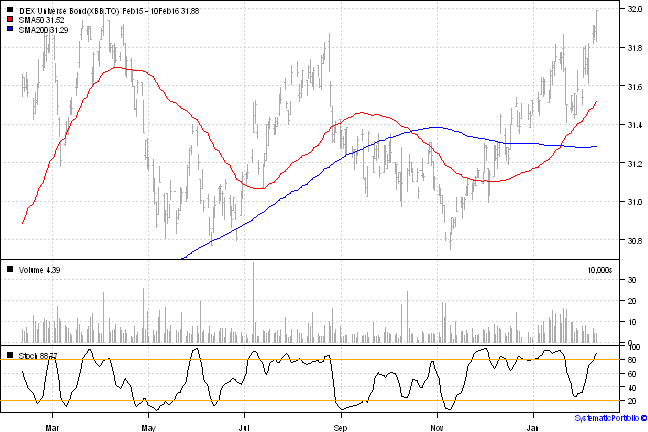 DEX Universe Bond(XBB.TO) Feb15 - 10Feb16 31.88
SMA50 31.52
SMA200 31.29
32.0
31.8
31.6
31.4
31.2
31.0
30.8
Volume 4.39
10,000s
30
20
10
0
Stoch 88.77
100
80
60
40
20
Mar May Jul Sep Nov Jan
SystematicPortfolio ©